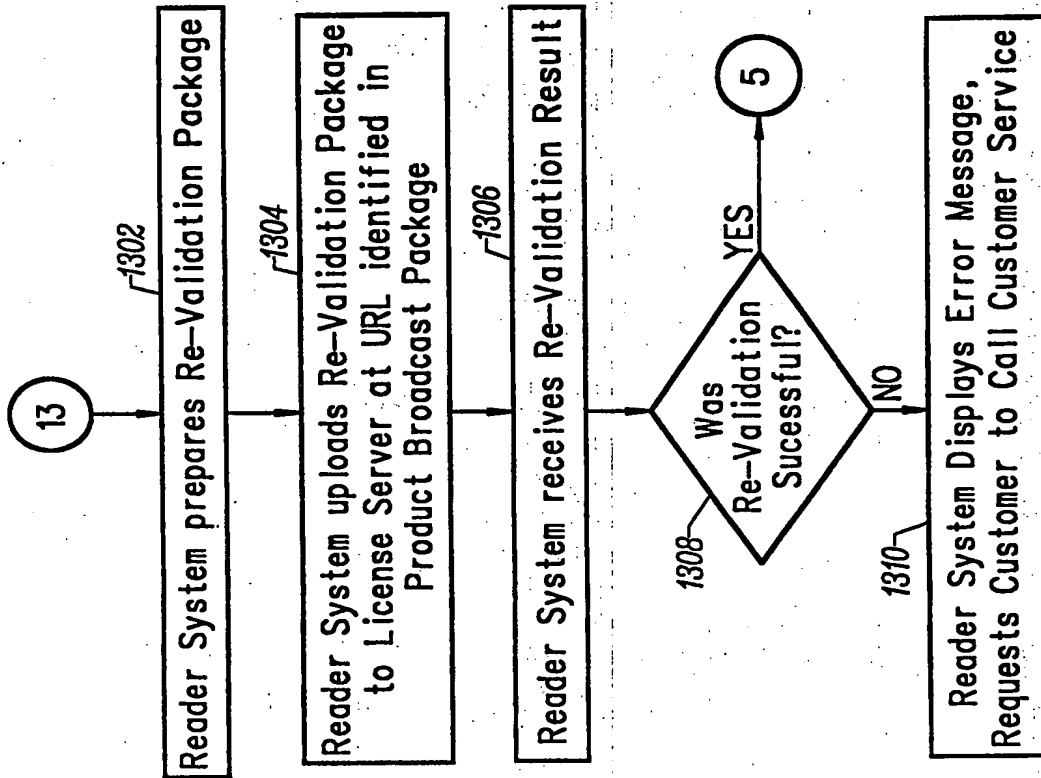 13
1302
Reader System prepares Re-Validation Package
1304
Reader System uploads Re-Validation Package
to License Server at URL identified in
Product Broadcast Package
1306
Reader System receives Re-Validation Result
1308
Was
Re-Validation
Sucessful?
YES
5
NO
1310
Reader System Displays Error Message,
Requests Customer to Call Customer Service